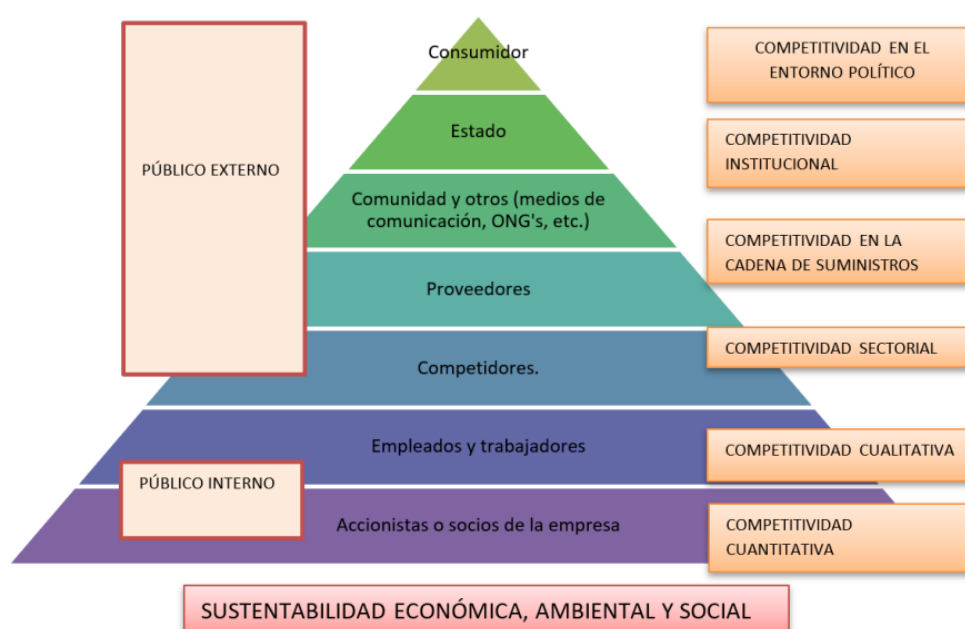 Consumidor
Estado
Comunidad y otros (medios de
comunicación, ONG's, etc.)
Proveedores
Competidores.
Empleados y trabajadores
Accionistas o socios de la empresa
PÚBLICO EXTERNO
PÚBLICO INTERNO
COMPETITIVIDAD EN EL
ENTORNO POLÍTICO
COMPETITIVIDAD
INSTITUCIONAL
COMPETITIVIDAD EN LA
CADENA DE SUMINISTROS
COMPETITIVIDAD SECTORIAL
COMPETITIVIDAD CUALITATIVA
COMPETITIVIDAD
CUANTITATIVA
SUSTENTABILIDAD ECONÓMICA, AMBIENTAL Y SOCIAL